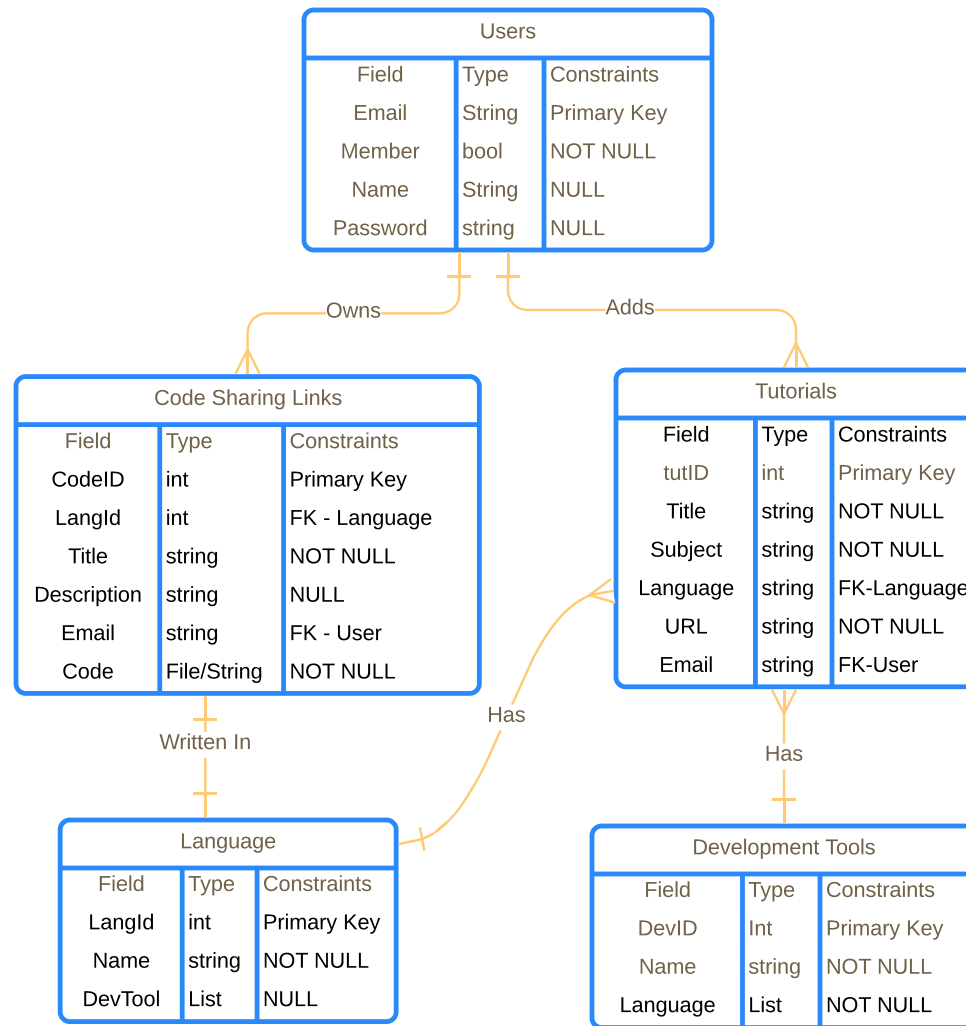 Users
Field Type Constraints
Email String Primary Key
Member bool NOT NULL
Name String NULL
Password string NULL
Owns
Adds
Code Sharing Links
Field Type Constraints
CodeID int Primary Key
LangId int FK - Language
Title string NOT NULL
Description string NULL
Email string FK - User
Code File/String NOT NULL
Tutorials
Field Type Constraints
tutID int Primary Key
Title string NOT NULL
Subject string NOT NULL
Language string FK-Language
URL string NOT NULL
Email string FK-User
Has
Written In
Has
Language
Field Type Constraints
LangId int Primary Key
Name string NOT NULL
DevTool List NULL
Development Tools
Field Type Constraints
DevID Int Primary Key
Name string NOT NULL
Language List NOT NULL